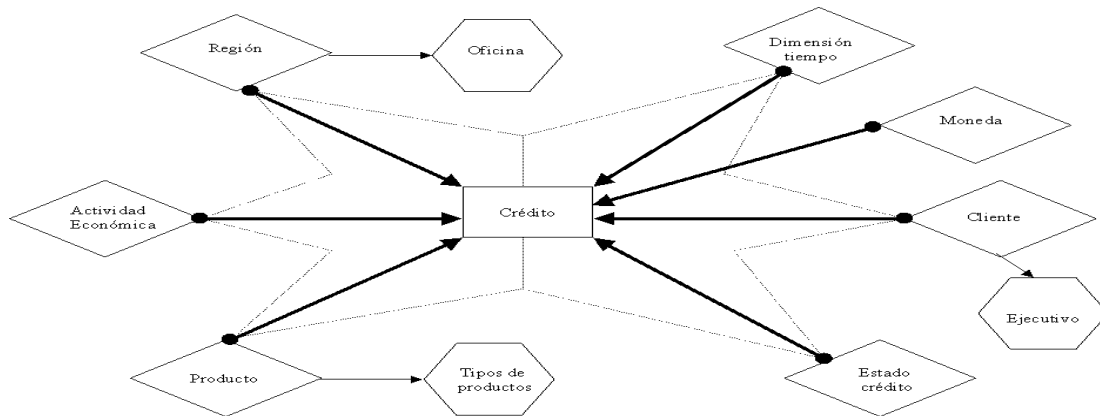 Región
Oficina
Dimensión
tiempo
Moneda
Actividad
Económica
Crédito
Cliente
Ejecutivo
Producto
Tipos de
productos
Estado
crédito